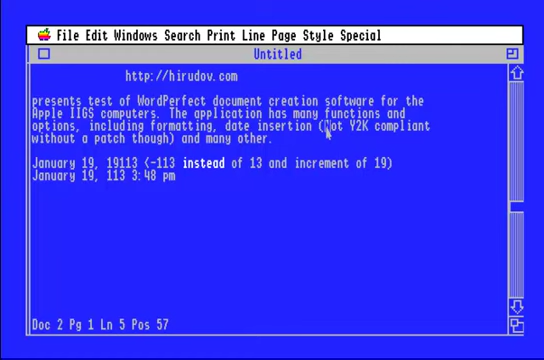 File Edit Windows Search Print Line Page Style Special
Untitled
http://hirudov.com
presents test of WordPerfect document creation software for the
Apple IIGS computers. The application has many functions and
options, including formatting, date insertion (Not Y2K compliant
without a patch though) and many other.
January 19, 19113 (-113 instead of 13 and increment of 19)
January 19, 113 3:48 pm
Doc 2 Pg 1 Ln 5 Pos 57